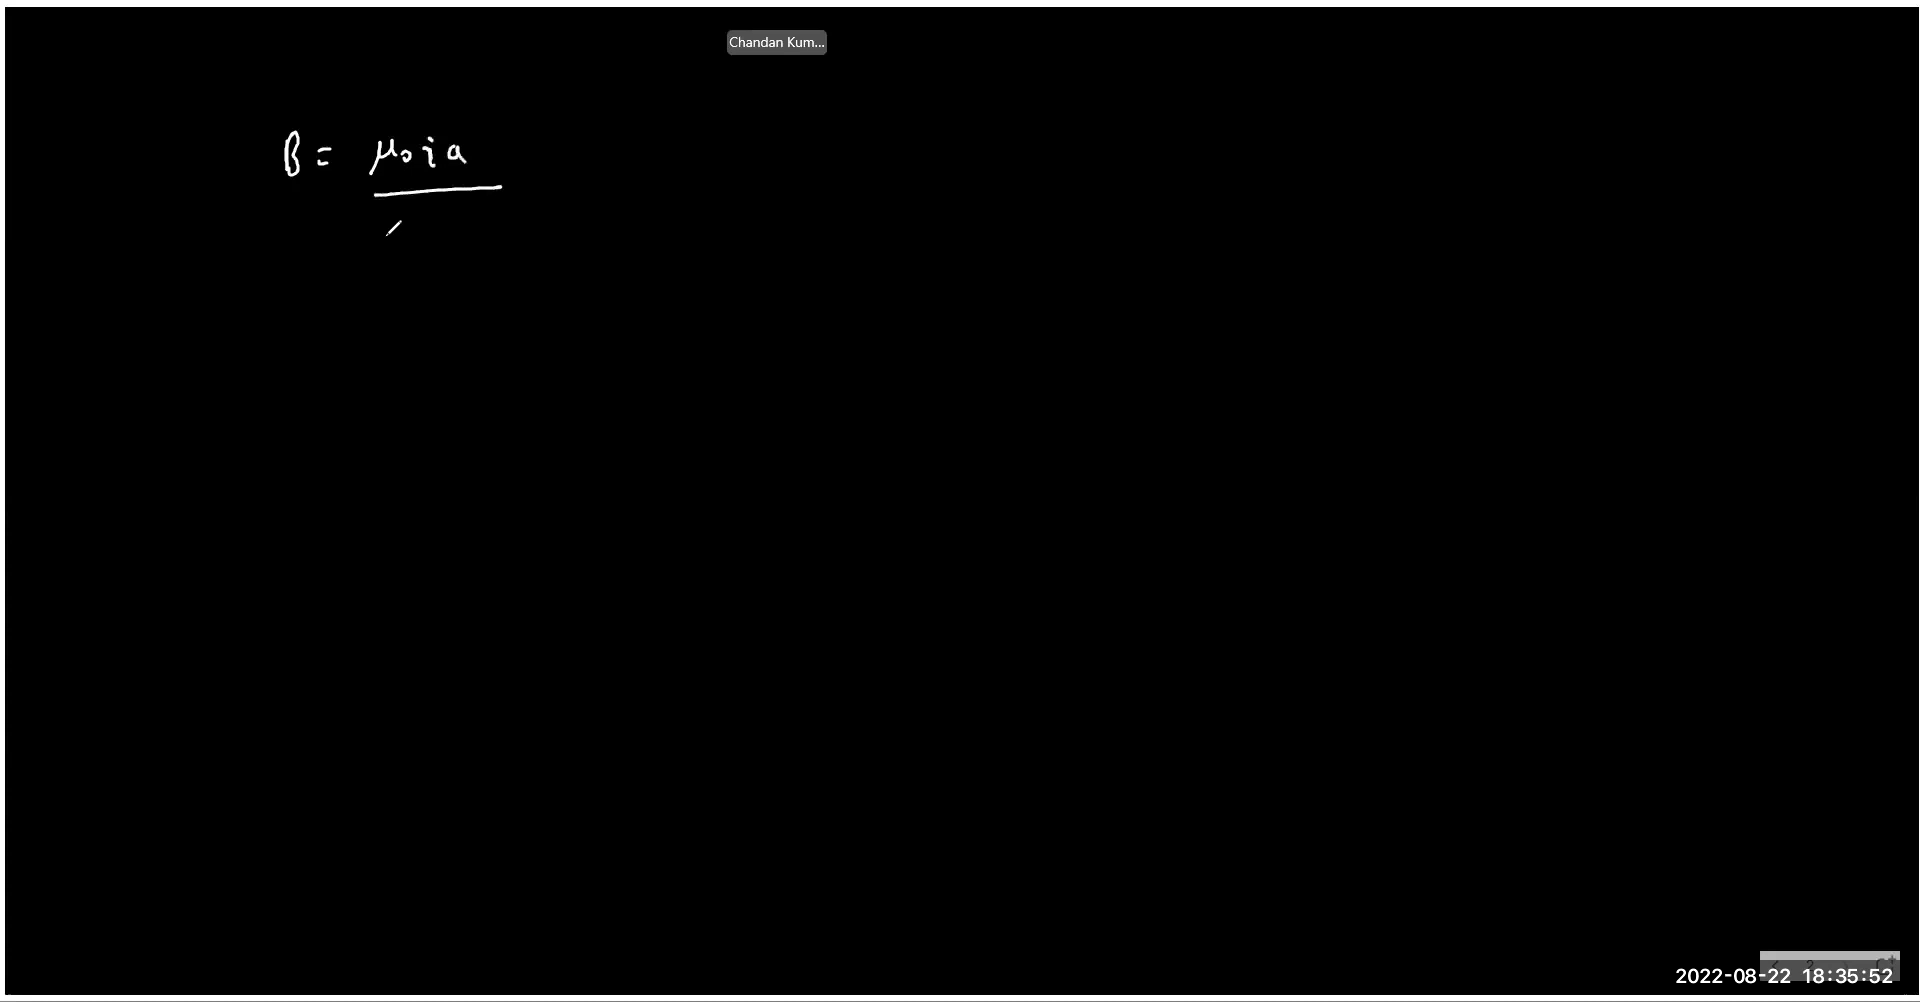 Chandan Kum...
B = μ₀ i a
2022-08-22 18:35:52